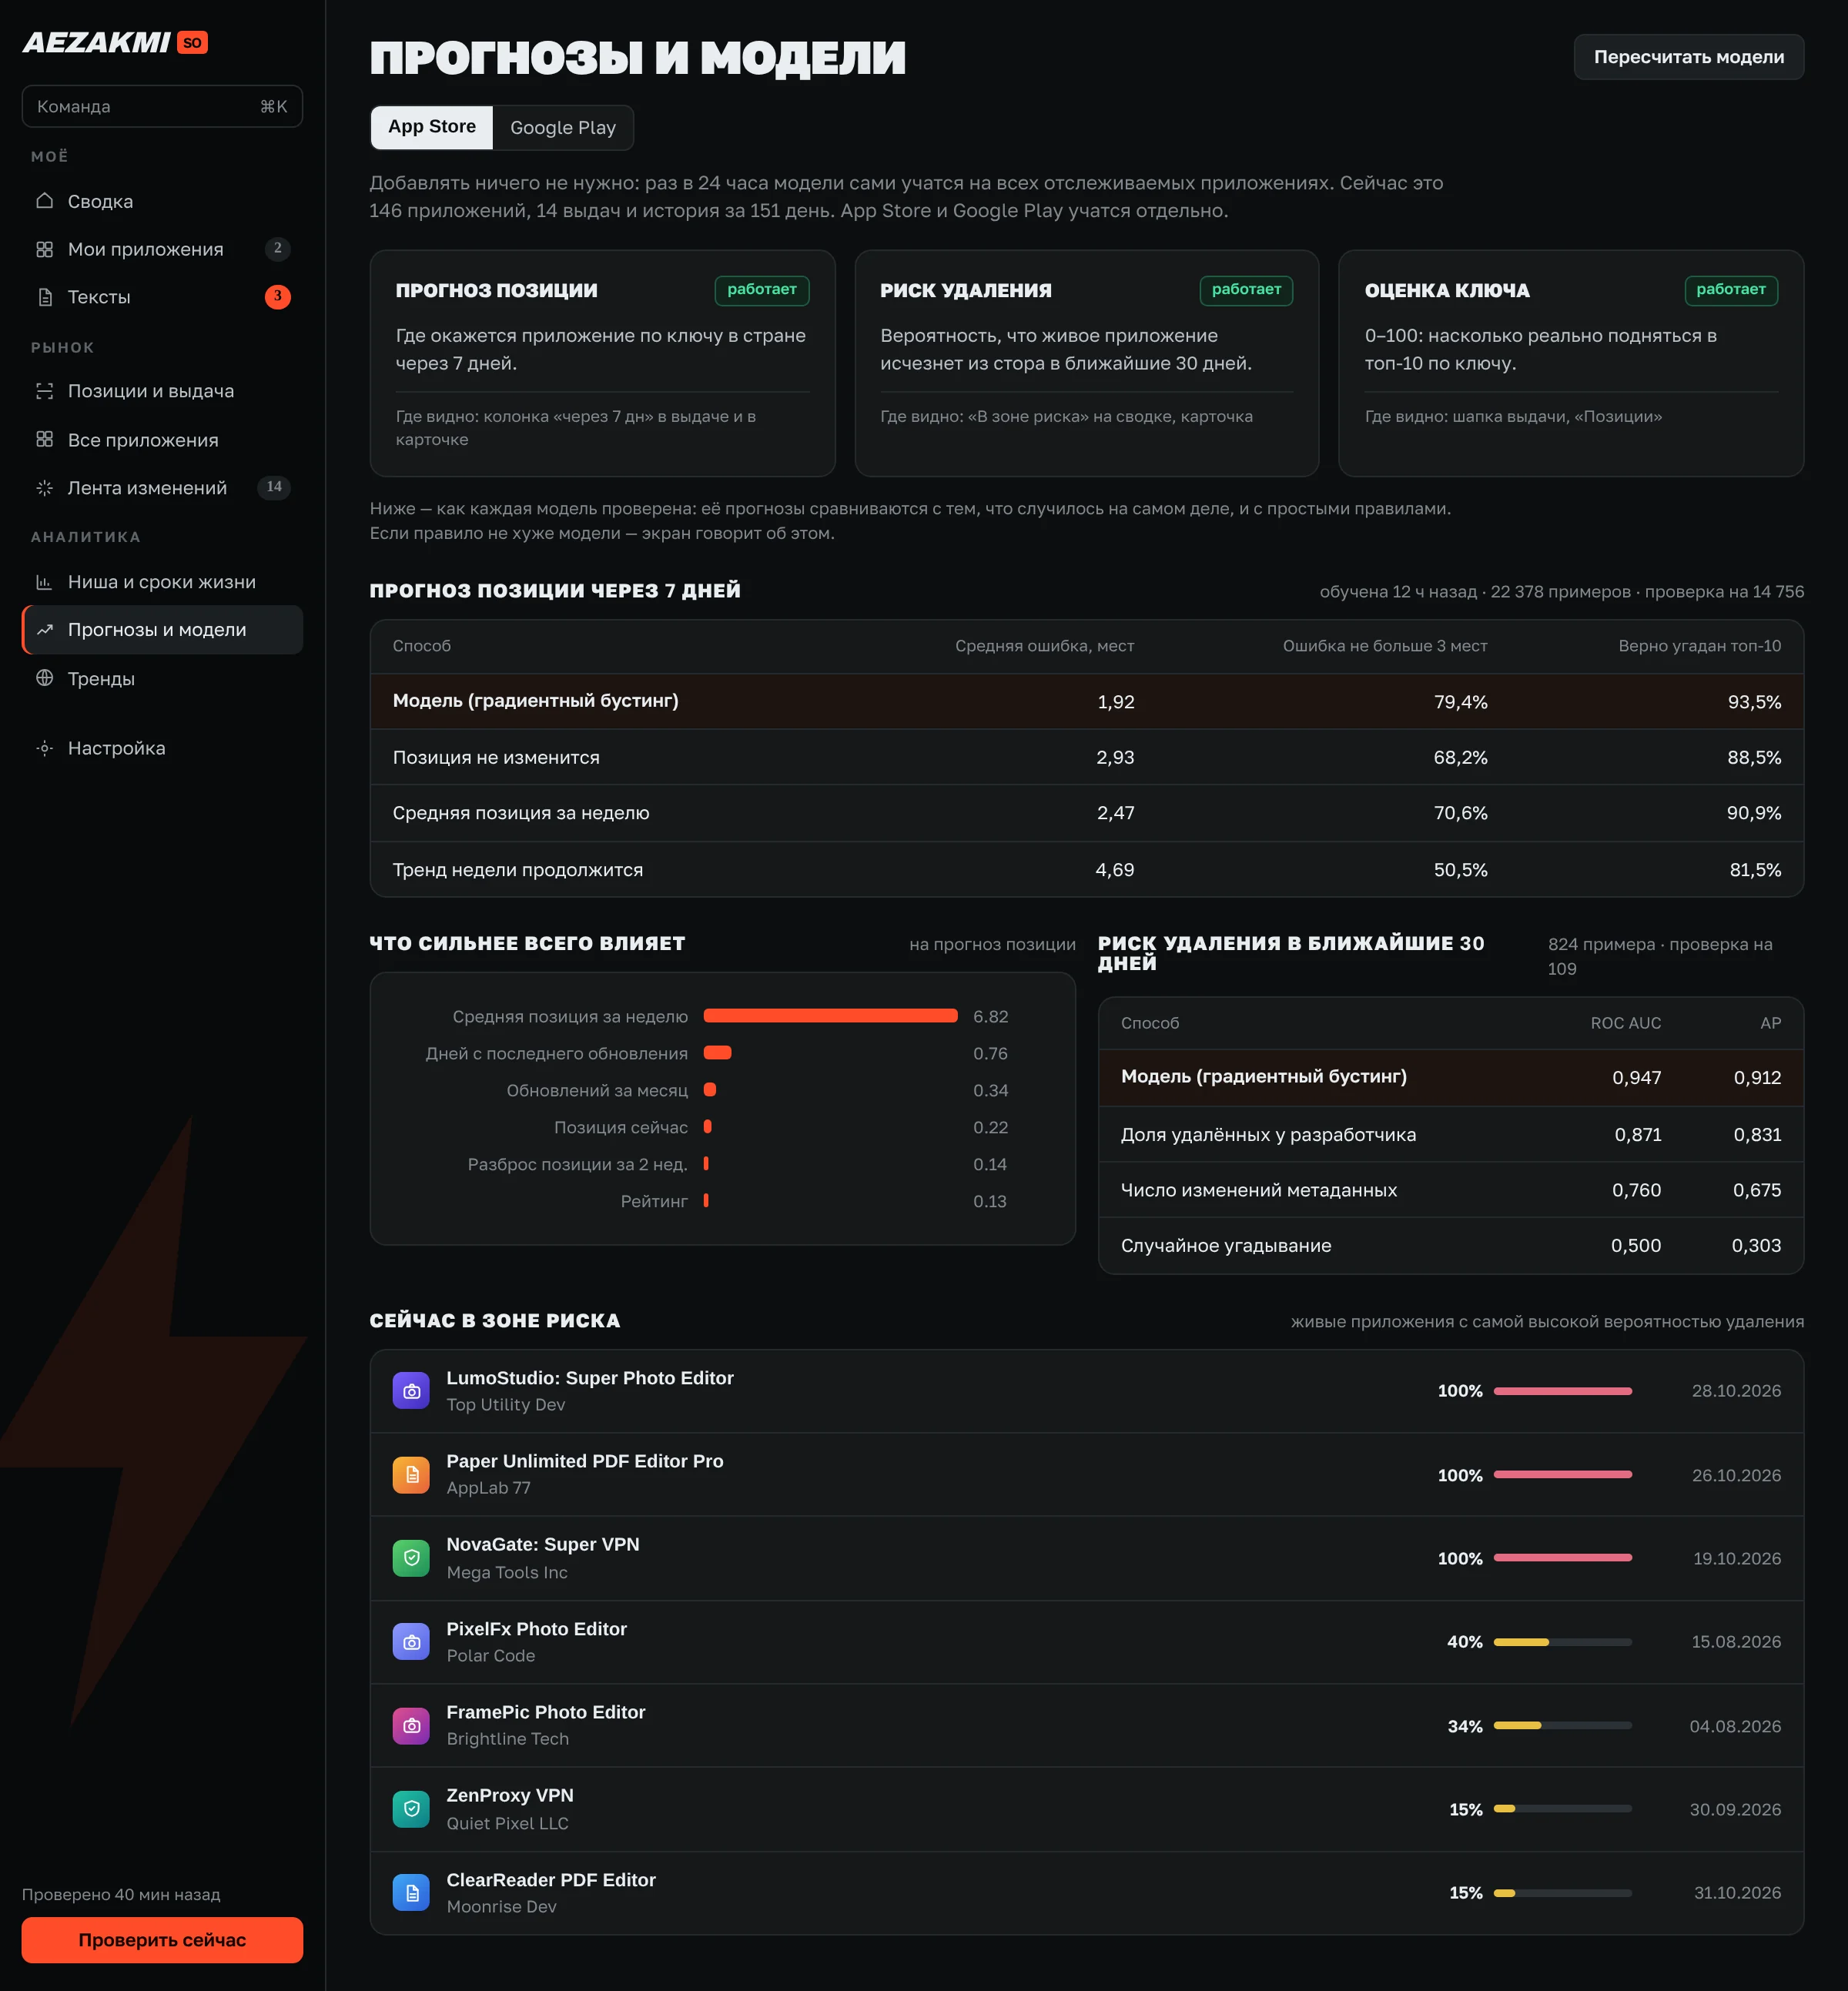 AEZAKMI SO
Команда ⌘K
МОЁ
Сводка
Мои приложения 2
Тексты 3
РЫНОК
Позиции и выдача
Все приложения
Лента изменений 14
АНАЛИТИКА
Ниша и сроки жизни
Прогнозы и модели
Тренды
Настройка
Проверено 40 мин назад
Проверить сейчас
ПРОГНОЗЫ И МОДЕЛИ
Пересчитать модели
App Store Google Play
Добавлять ничего не нужно: раз в 24 часа модели сами учатся на всех отслеживаемых приложениях. Сейчас это
146 приложений, 14 выдач и история за 151 день. App Store и Google Play учатся отдельно.
ПРОГНОЗ ПОЗИЦИИ работает
Где окажется приложение по ключу в стране
через 7 дней.
Где видно: колонка «через 7 дн» в выдаче и в
карточке
РИСК УДАЛЕНИЯ работает
Вероятность, что живое приложение
исчезнет из стора в ближайшие 30 дней.
Где видно: «В зоне риска» на сводке, карточка
ОЦЕНКА КЛЮЧА работает
0–100: насколько реально подняться в
топ-10 по ключу.
Где видно: шапка выдачи, «Позиции»
Ниже — как каждая модель проверена: её прогнозы сравниваются с тем, что случилось на самом деле, и с простыми правилами.
Если правило не хуже модели — экран говорит об этом.
ПРОГНОЗ ПОЗИЦИИ ЧЕРЕЗ 7 ДНЕЙ
обучена 12 ч назад · 22 378 примеров · проверка на 14 756
Способ Средняя ошибка, мест Ошибка не больше 3 мест Верно угадан топ-10
Модель (градиентный бустинг) 1,92 79,4% 93,5%
Позиция не изменится 2,93 68,2% 88,5%
Средняя позиция за неделю 2,47 70,6% 90,9%
Тренд недели продолжится 4,69 50,5% 81,5%
ЧТО СИЛЬНЕЕ ВСЕГО ВЛИЯЕТ на прогноз позиции
Средняя позиция за неделю 6.82
Дней с последнего обновления 0.76
Обновлений за месяц 0.34
Позиция сейчас 0.22
Разброс позиции за 2 нед. 0.14
Рейтинг 0.13
РИСК УДАЛЕНИЯ В БЛИЖАЙШИЕ 30
ДНЕЙ
824 примера · проверка на
109
Способ ROC AUC AP
Модель (градиентный бустинг) 0,947 0,912
Доля удалённых у разработчика 0,871 0,831
Число изменений метаданных 0,760 0,675
Случайное угадывание 0,500 0,303
СЕЙЧАС В ЗОНЕ РИСКА
живые приложения с самой высокой вероятностью удаления
LumoStudio: Super Photo Editor
Top Utility Dev
100% 28.10.2026
Paper Unlimited PDF Editor Pro
AppLab 77
100% 26.10.2026
NovaGate: Super VPN
Mega Tools Inc
100% 19.10.2026
PixelFx Photo Editor
Polar Code
40% 15.08.2026
FramePic Photo Editor
Brightline Tech
34% 04.08.2026
ZenProxy VPN
Quiet Pixel LLC
15% 30.09.2026
ClearReader PDF Editor
Moonrise Dev
15% 31.10.2026